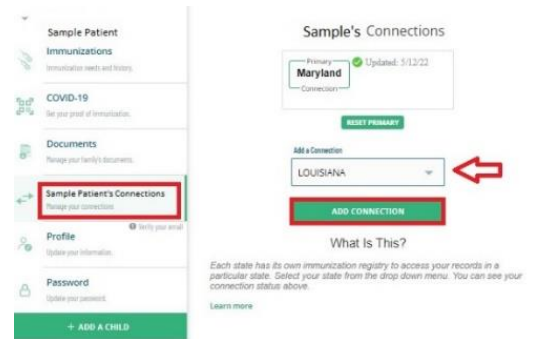 Sample Patient
Immunizations
Immunization needs and history.
COVID-19
See your proof of immunization.
Documents
Manage your family's documents.
Sample Patient's Connections
Manage your connections
Verify your email
Profile
Update your information.
Password
Update your password.
+ ADD A CHILD
Sample's Connections
Primary
Updated: 5/12/22
Maryland
Connection
RESET PRIMARY
Add a Connection
LOUISIANA
ADD CONNECTION
What Is This?
Each state has its own immunization registry to access your records in a
particular state. Select your state from the drop down menu. You can see your
connection status above.
Learn more